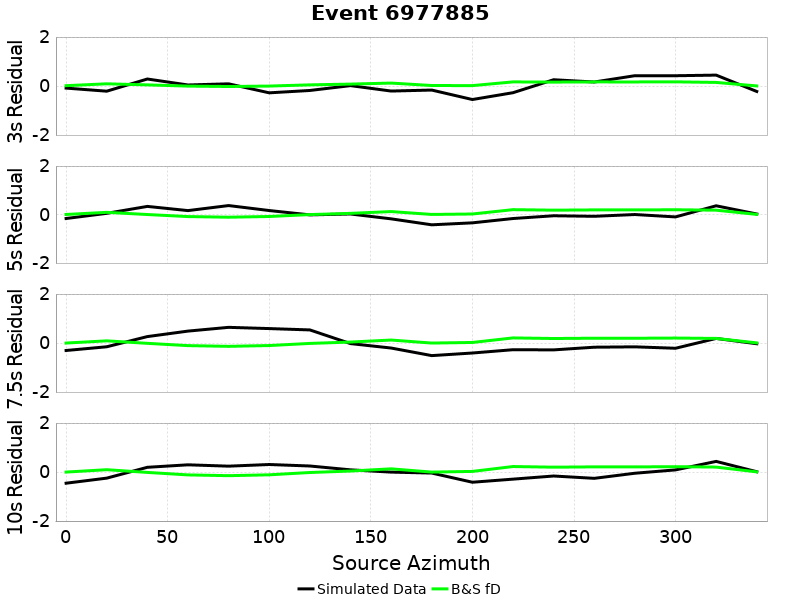 Event 6977885
3s Residual
2
0
-2
5s Residual
2
0
-2
7.5s Residual
2
0
-2
10s Residual
2
0
-2
0 50 100 150 200 250 300
Source Azimuth
Simulated Data B&S fD